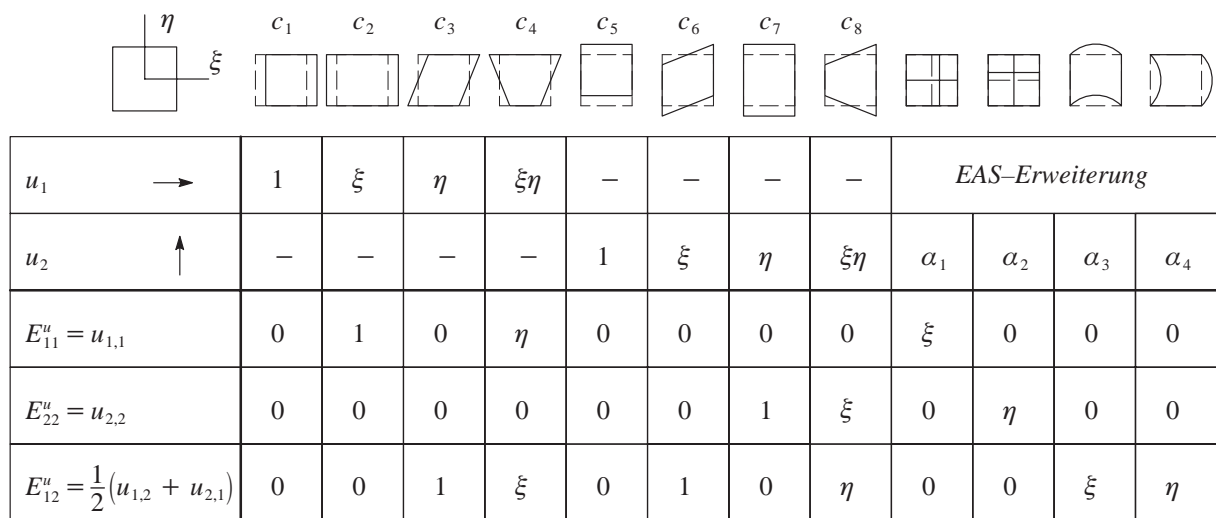 η c₁ c₂ c₃ c₄ c₅ c₆ c₇ c₈
ξ
u₁ → 1 ξ η ξη – – – – EAS–Erweiterung
u₂ ↑ – – – – 1 ξ η ξη α₁ α₂ α₃ α₄
Eᵘ₁₁ = u₁,₁ 0 1 0 η 0 0 0 0 ξ 0 0 0
Eᵘ₂₂ = u₂,₂ 0 0 0 0 0 0 1 ξ 0 η 0 0
Eᵘ₁₂ = 1/2(u₁,₂ + u₂,₁) 0 0 1 ξ 0 1 0 η 0 0 ξ η